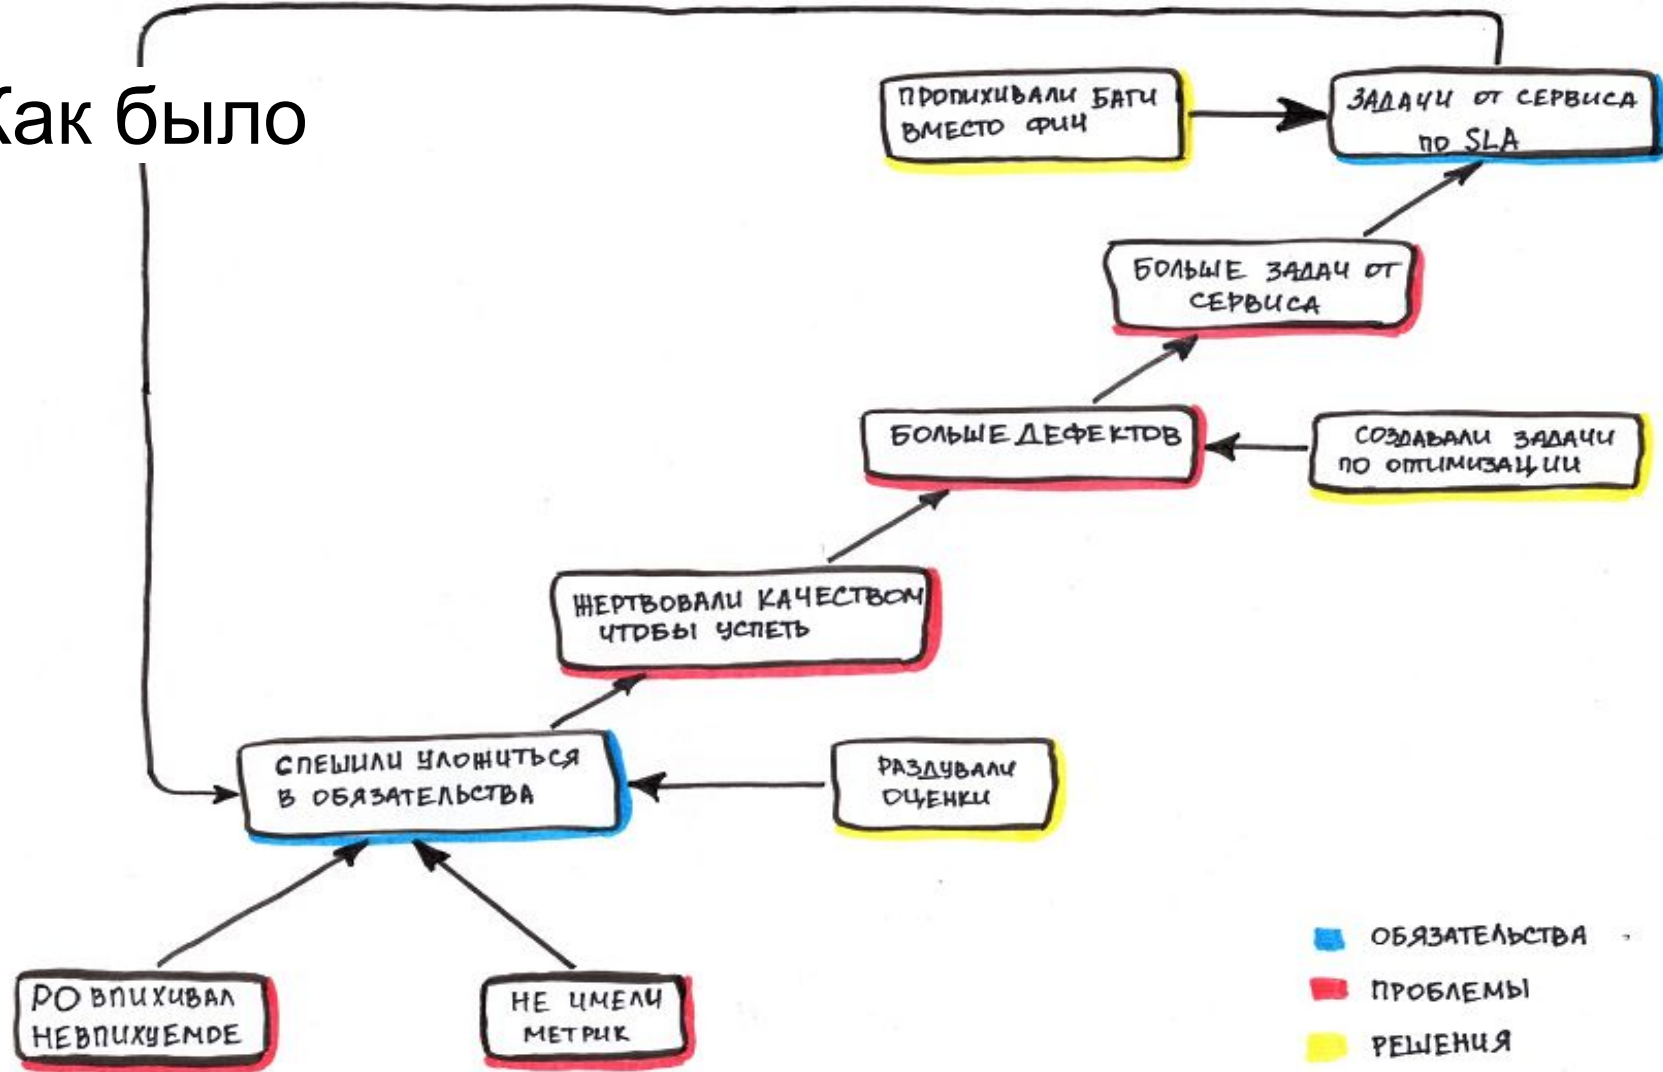 Как было
ПРОПИХИВАЛИ БАГИ
ВМЕСТО ФИЧ
ЗАДАЧИ ОТ СЕРВИСА
ПО SLA
БОЛЬШЕ ЗАДАЧ ОТ
СЕРВИСА
БОЛЬШЕ ДЕФЕКТОВ
СОЗДАВАЛИ ЗАДАЧИ
ПО ОПТИМИЗАЦИИ
ЖЕРТВОВАЛИ КАЧЕСТВОМ
ЧТОБЫ УСПЕТЬ
СПЕШИЛИ УЛОЖИТЬСЯ
В ОБЯЗАТЕЛЬСТВА
РАЗДУВАЛИ
ОЦЕНКИ
PO ВПИХИВАЛ
НЕВПИХУЕМОЕ
НЕ ИМЕЛИ
МЕТРИК
ОБЯЗАТЕЛЬСТВА
ПРОБЛЕМЫ
РЕШЕНИЯ